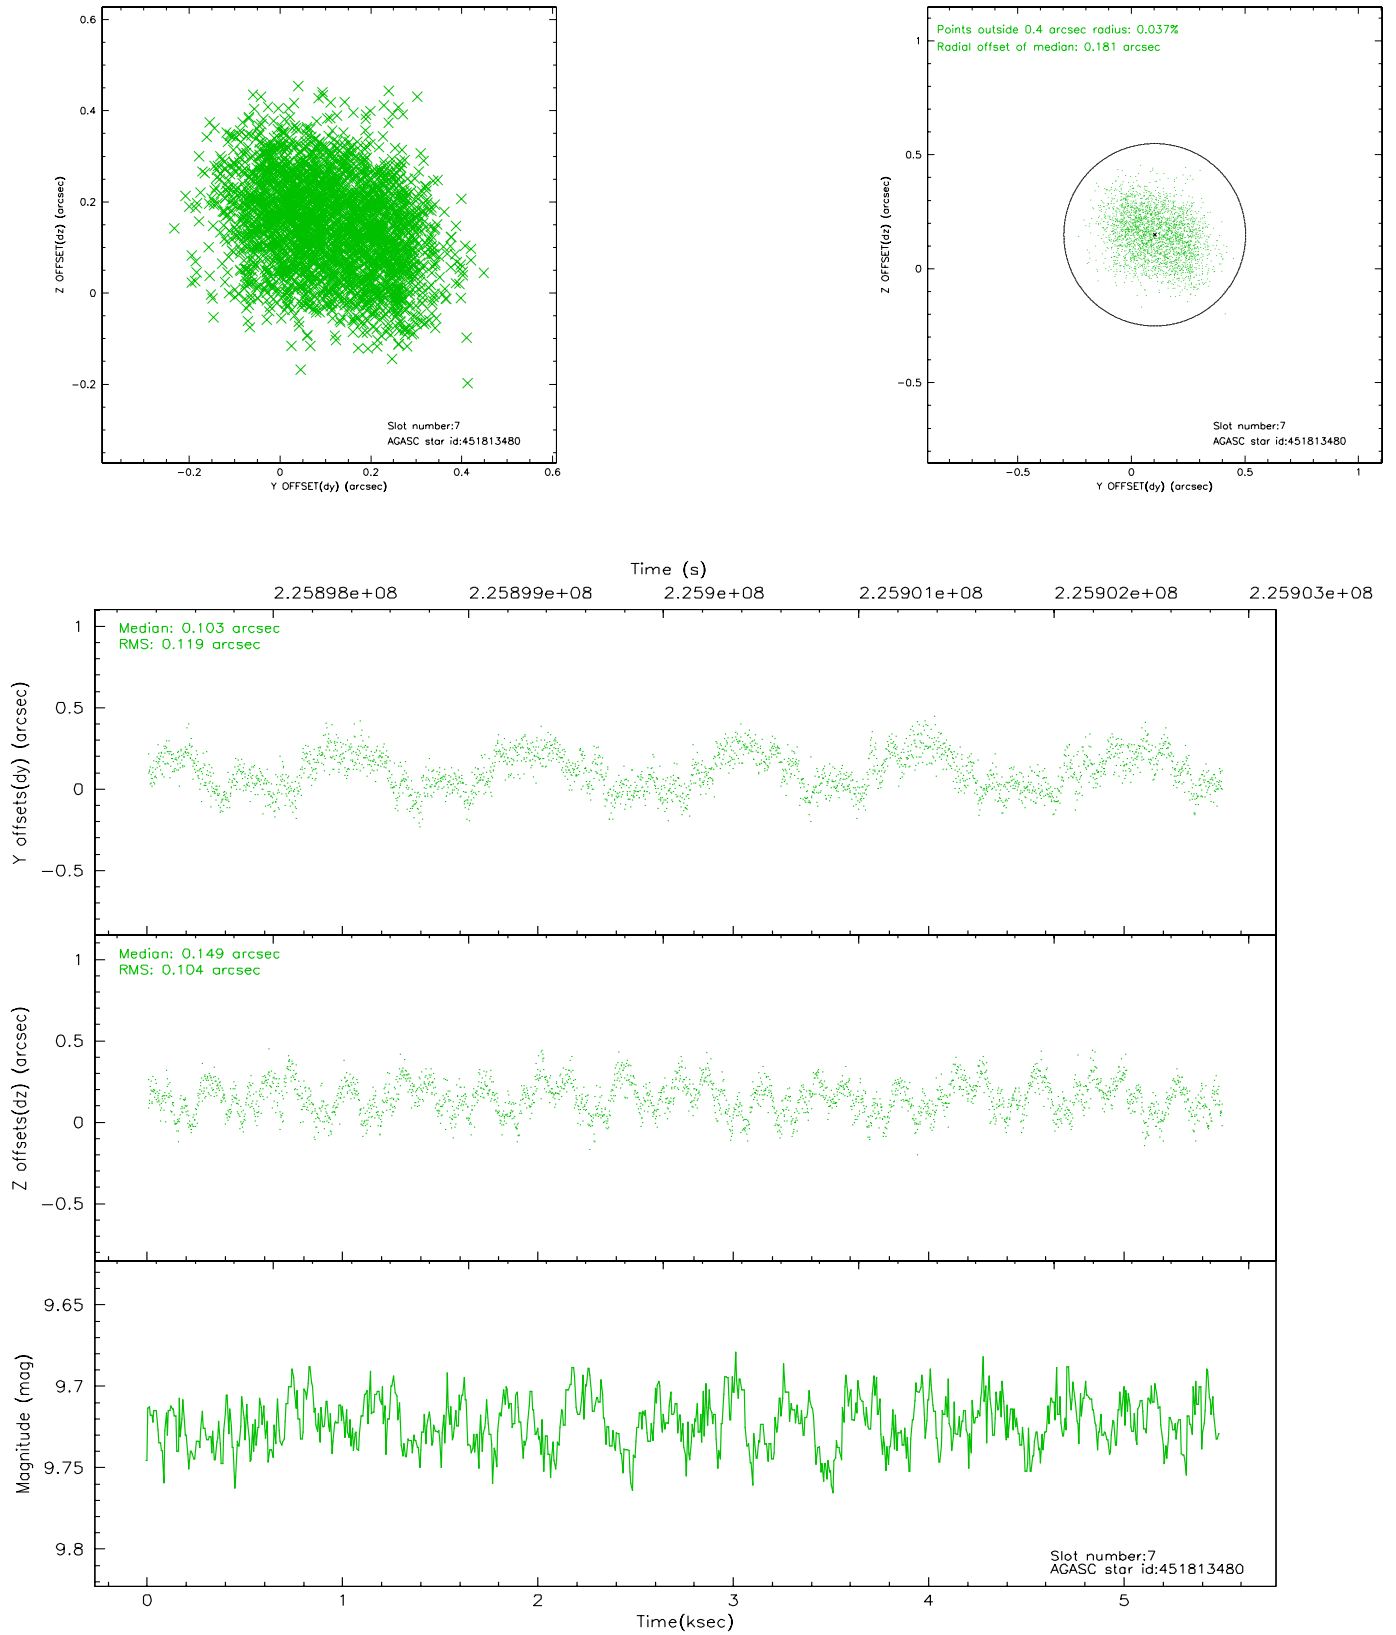 0.6
0.4
0.2
0
−0.2
Z OFFSET(dz) (arcsec)
Slot number:7
AGASC star id:451813480
−0.2 0 0.2 0.4 0.6
Y OFFSET(dy) (arcsec)
Points outside 0.4 arcsec radius: 0.037%
Radial offset of median: 0.181 arcsec
1
0.5
0
−0.5
Z OFFSET(dz) (arcsec)
Slot number:7
AGASC star id:451813480
−0.5 0 0.5 1
Y OFFSET(dy) (arcsec)
Time (s)
2.25898e+08 2.25899e+08 2.259e+08 2.25901e+08 2.25902e+08 2.25903e+08
Median: 0.103 arcsec
RMS: 0.119 arcsec
1
0.5
0
−0.5
Y offsets(dy) (arcsec)
Median: 0.149 arcsec
RMS: 0.104 arcsec
1
0.5
0
−0.5
Z offsets(dz) (arcsec)
9.65
9.7
9.75
9.8
Magnitude (mag)
Slot number:7
AGASC star id:451813480
0 1 2 3 4 5
Time(ksec)